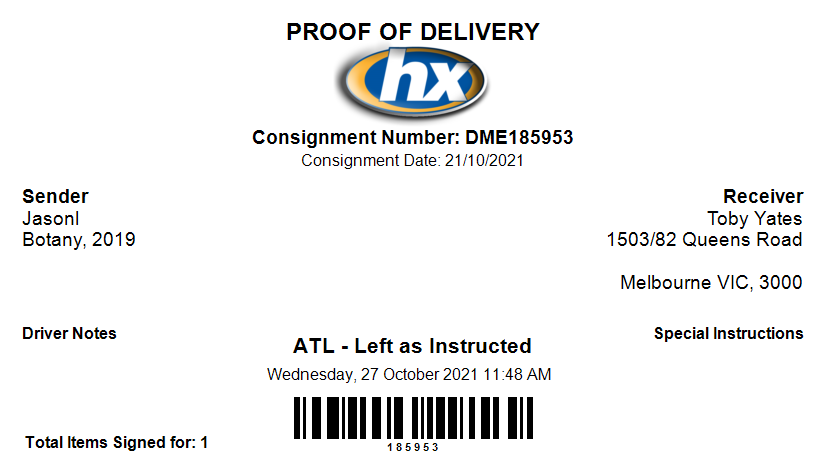 PROOF OF DELIVERY
hx
Consignment Number: DME185953
Consignment Date: 21/10/2021
Sender
JasonI
Botany, 2019
Receiver
Toby Yates
1503/82 Queens Road
Melbourne VIC, 3000
Driver Notes
Special Instructions
ATL - Left as Instructed
Wednesday, 27 October 2021 11:48 AM
185953
Total Items Signed for: 1